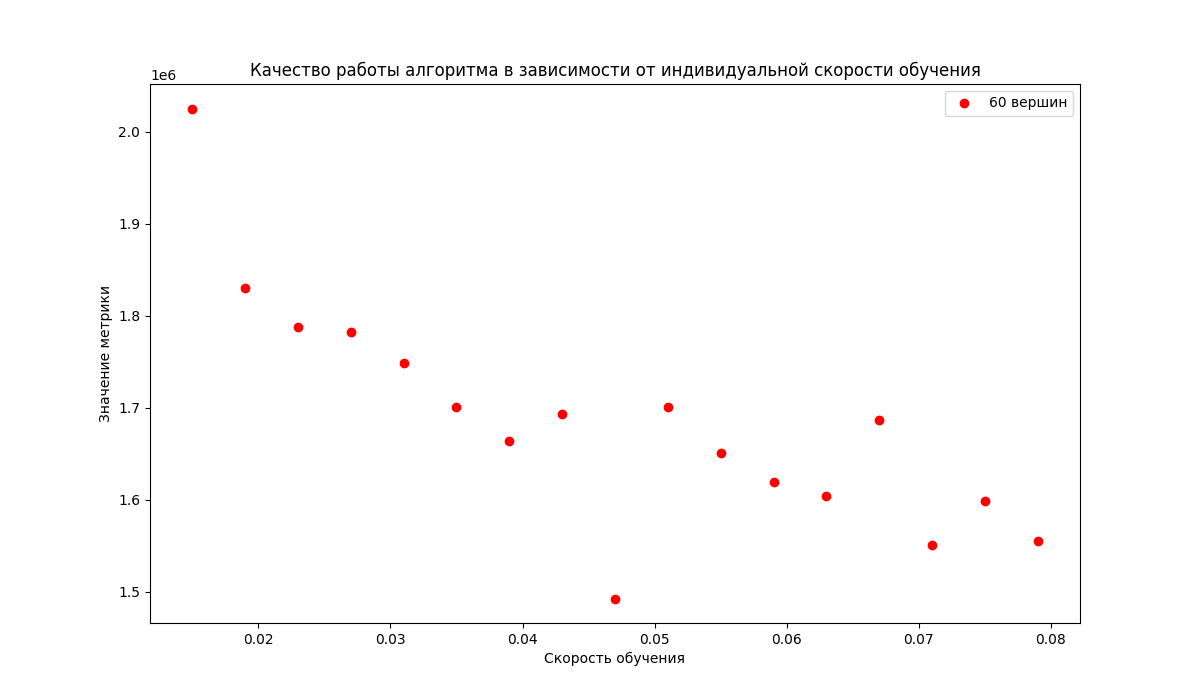 Качество работы алгоритма в зависимости от индивидуальной скорости обучения
1e6
60 вершин
2.0
1.9
1.8
1.7
1.6
1.5
Значение метрики
0.02 0.03 0.04 0.05 0.06 0.07 0.08
Скорость обучения